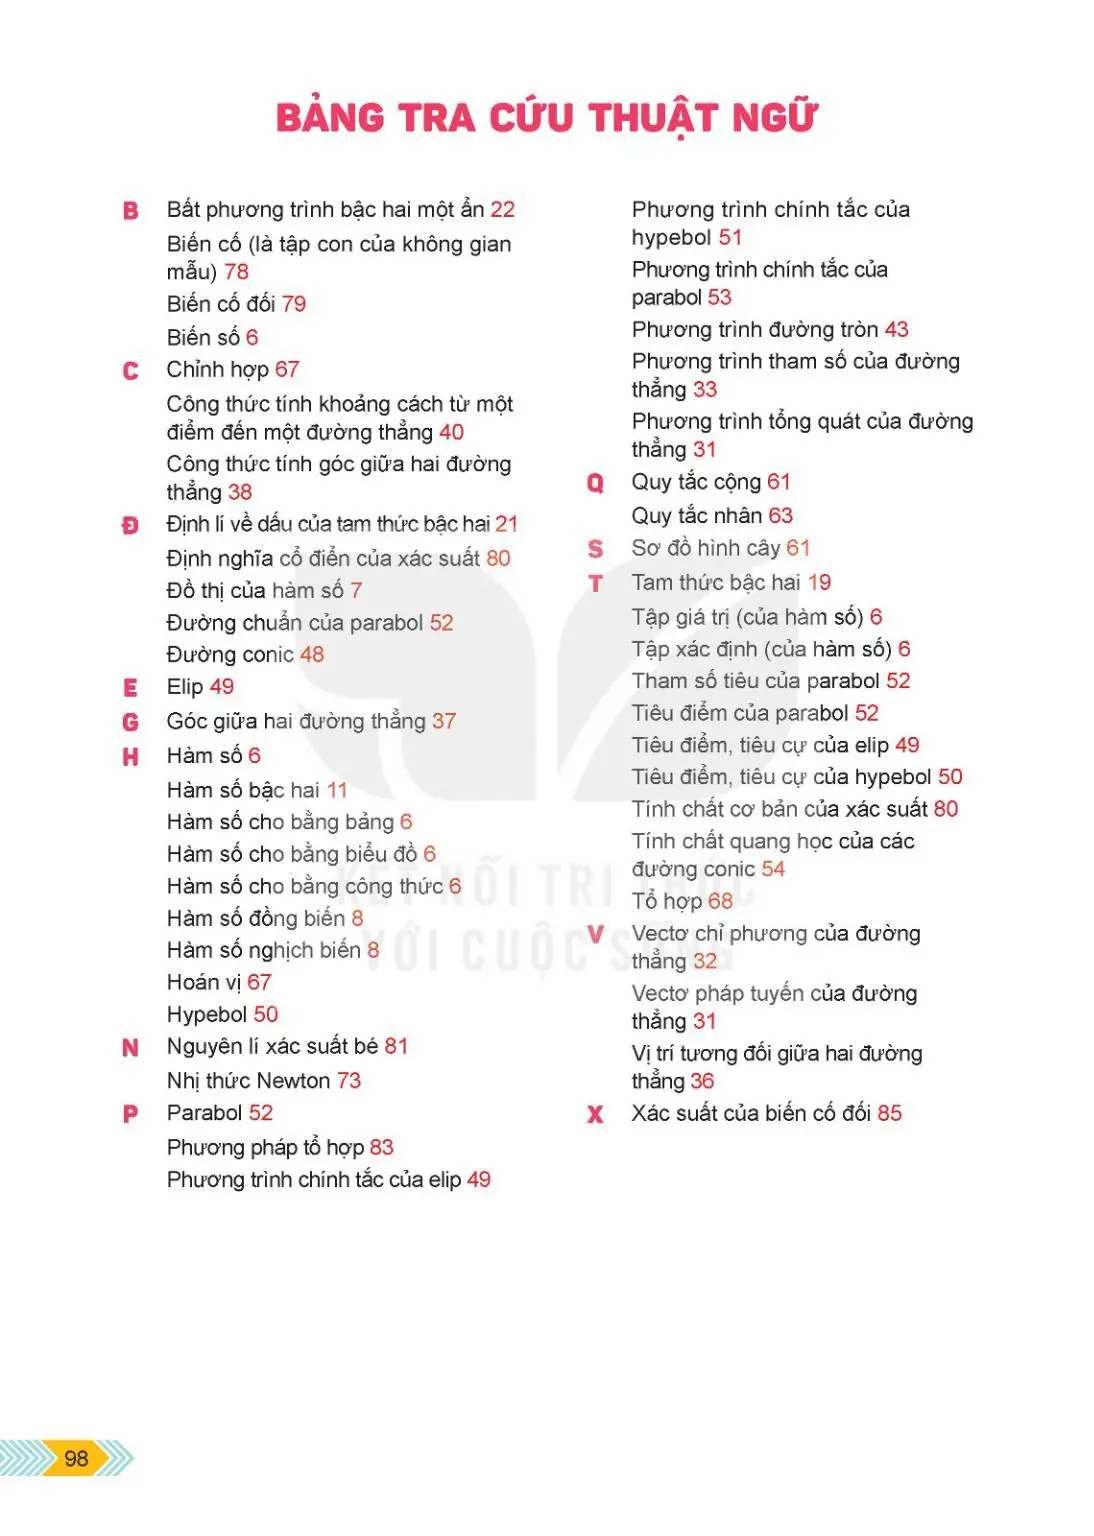 BẢNG TRA CỨU THUẬT NGỮ
B Bất phương trình bậc hai một ẩn 22
Biến cố (là tập con của không gian
mẫu) 78
Biến cố đối 79
Biến số 6
C Chỉnh hợp 67
Công thức tính khoảng cách từ một
điểm đến một đường thẳng 40
Công thức tính góc giữa hai đường
thẳng 38
Đ Định lí về dấu của tam thức bậc hai 21
Định nghĩa cổ điển của xác suất 80
Đồ thị của hàm số 7
Đường chuẩn của parabol 52
Đường conic 48
E Elip 49
G Góc giữa hai đường thẳng 37
H Hàm số 6
Hàm số bậc hai 11
Hàm số cho bằng bảng 6
Hàm số cho bằng biểu đồ 6
Hàm số cho bằng công thức 6
Hàm số đồng biến 8
Hàm số nghịch biến 8
Hoán vị 67
Hypebol 50
N Nguyên lí xác suất bé 81
Nhị thức Newton 73
P Parabol 52
Phương pháp tổ hợp 83
Phương trình chính tắc của elip 49
Phương trình chính tắc của
hypebol 51
Phương trình chính tắc của
parabol 53
Phương trình đường tròn 43
Phương trình tham số của đường
thẳng 33
Phương trình tổng quát của đường
thẳng 31
Q Quy tắc cộng 61
Quy tắc nhân 63
S Sơ đồ hình cây 61
T Tam thức bậc hai 19
Tập giá trị (của hàm số) 6
Tập xác định (của hàm số) 6
Tham số tiêu của parabol 52
Tiêu điểm của parabol 52
Tiêu điểm, tiêu cự của elip 49
Tiêu điểm, tiêu cự của hypebol 50
Tính chất cơ bản của xác suất 80
Tính chất quang học của các
đường conic 54
Tổ hợp 68
V Vectơ chỉ phương của đường
thẳng 32
Vectơ pháp tuyến của đường
thẳng 31
Vị trí tương đối giữa hai đường
thẳng 36
X Xác suất của biến cố đối 85
KẾT NỐI TRI THỨC
VỚI CUỘC SỐNG
98